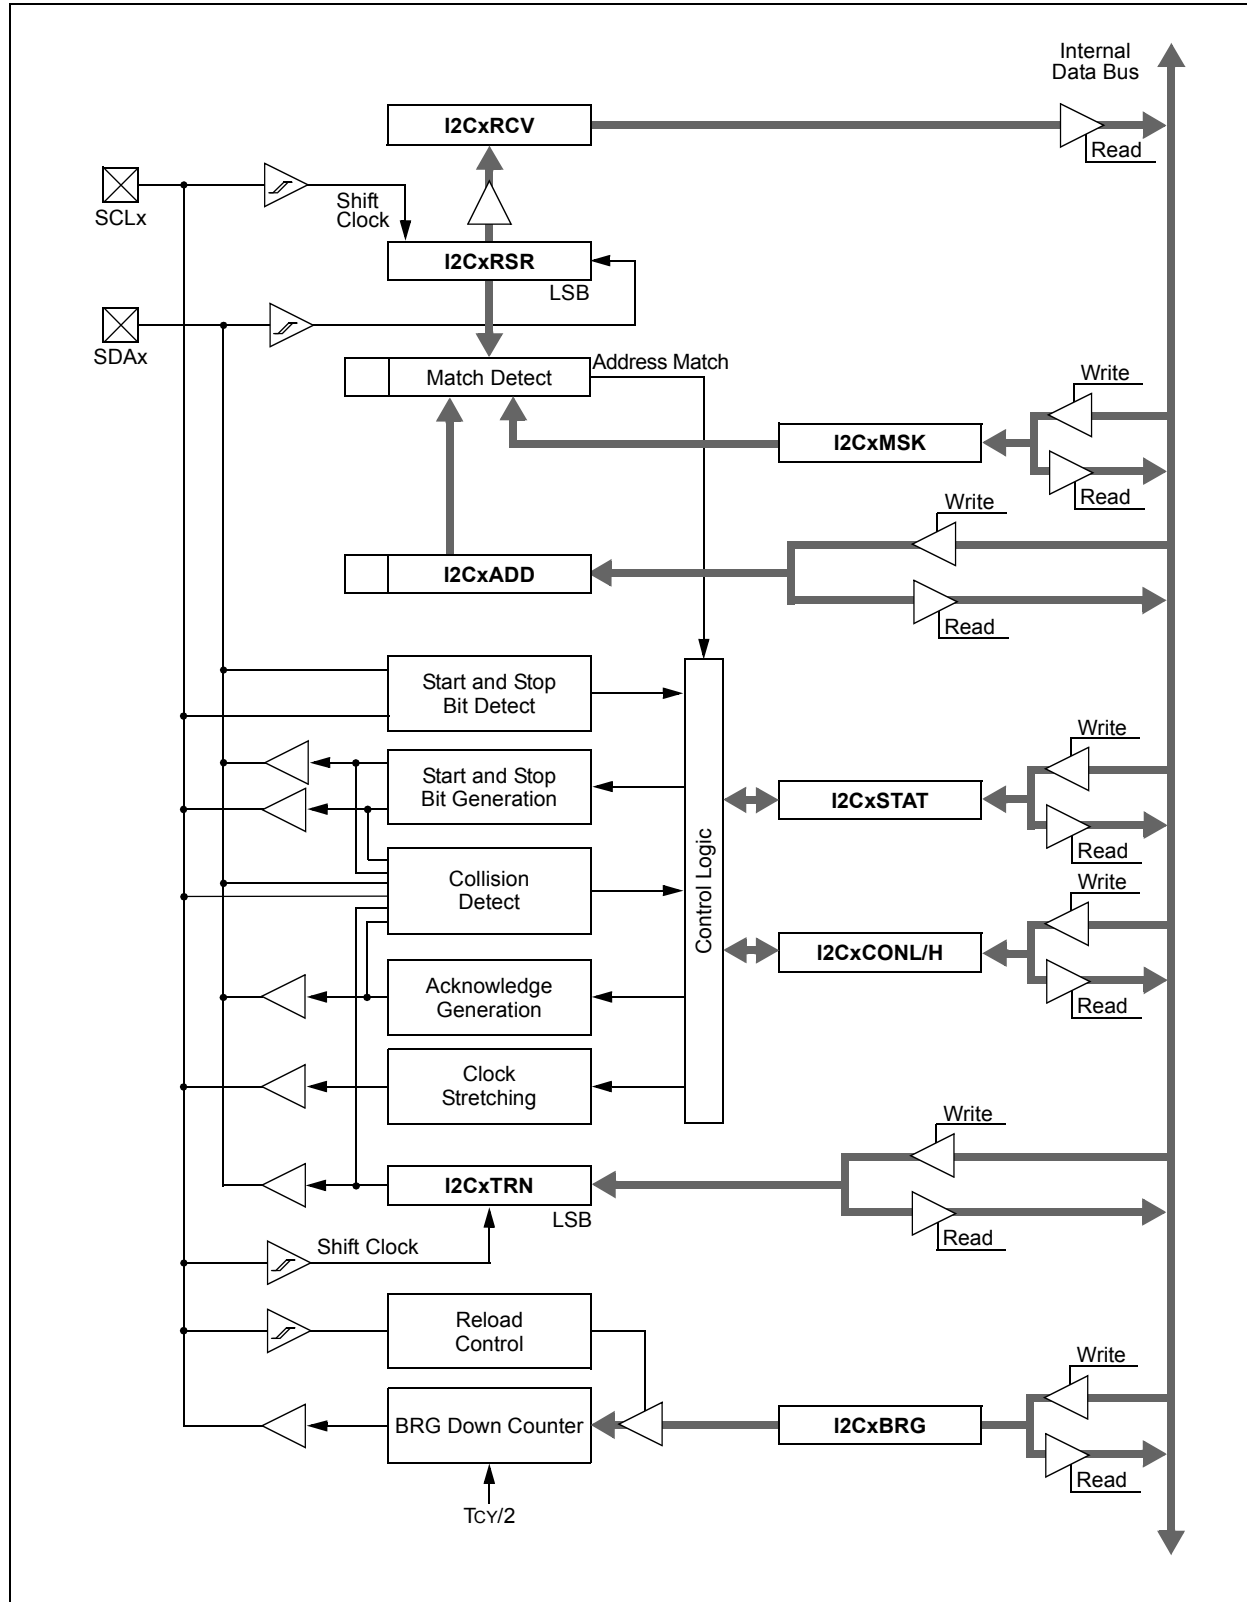 Internal
Data Bus
I2CxRCV
Read
SCLx
Shift
Clock
I2CxRSR
LSB
SDAx
Address Match
Match Detect
Write
I2CxMSK
Read
Write
I2CxADD
Read
Start and Stop
Bit Detect
Start and Stop
Bit Generation
Write
I2CxSTAT
Read
Control Logic
Collision
Detect
Write
I2CxCONL/H
Read
Acknowledge
Generation
Clock
Stretching
Write
I2CxTRN
LSB
Read
Shift Clock
Reload
Control
Write
BRG Down Counter
I2CxBRG
Read
TCY/2